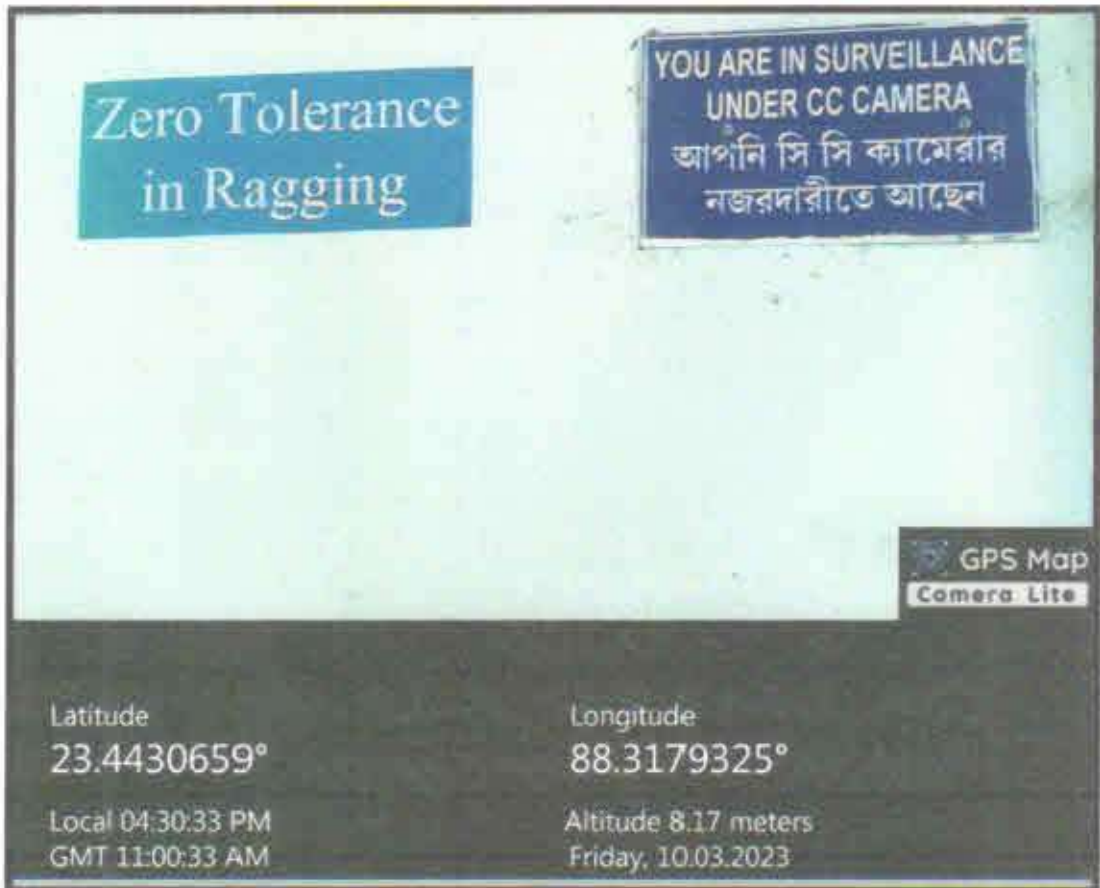 Zero Tolerance
in Ragging
YOU ARE IN SURVEILLANCE
UNDER CC CAMERA
আপনি সি সি ক্যামেরার
নজরদারীতে আছেন
GPS Map
Camera Lite
Latitude
23.4430659°
Longitude
88.3179325°
Local 04:30:33 PM
GMT 11:00:33 AM
Altitude 8.17 meters
Friday, 10.03.2023